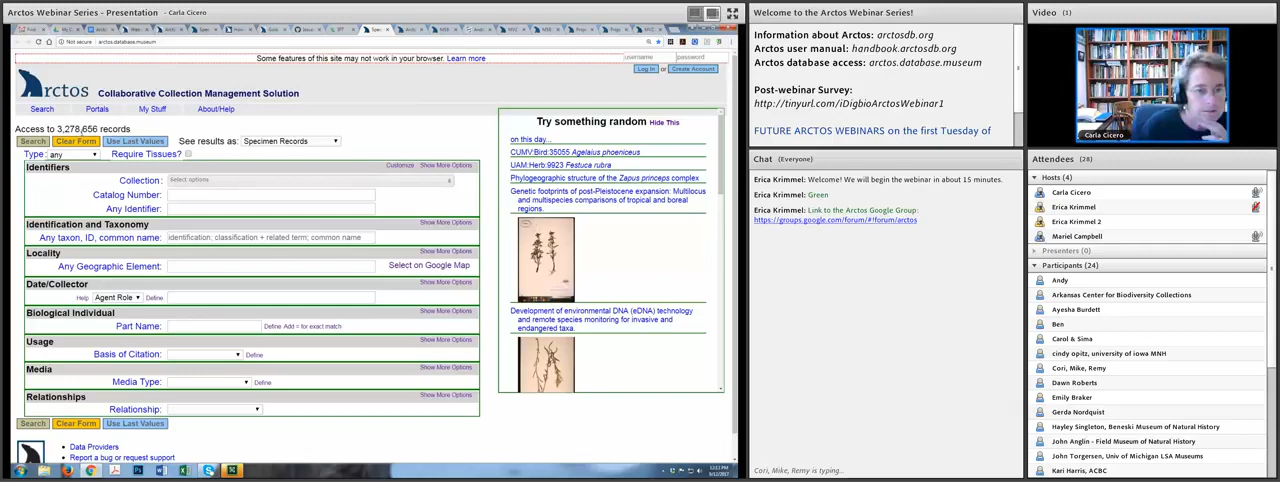 Arctos Webinar Series - Presentation - Carla Cicero
Not secure | arctos.database.museum
Some features of this site may not work in your browser. Learn more
username
password
Log In or Create Account
Arctos Collaborative Collection Management Solution
Search
Portals
My Stuff
About/Help
Access to 3,278,656 records
Search
Clear Form
Use Last Values
See results as:
Specimen Records
Type:
any
Require Tissues?
Identifiers
Customize
Show More Options
Collection:
Select options
Catalog Number:
Any Identifier:
Identification and Taxonomy
Show More Options
Any taxon, ID, common name:
identification; classification + related term; common name
Locality
Show More Options
Any Geographic Element:
Select on Google Map
Date/Collector
Show More Options
Help
Agent Role
Define
Biological Individual
Show More Options
Part Name:
Define Add = for exact match
Usage
Show More Options
Basis of Citation:
Define
Media
Show More Options
Media Type:
Define
Relationships
Show More Options
Relationship:
Search
Clear Form
Use Last Values
Data Providers
Report a bug or request support
Try something random Hide This
on this day...
CUMV:Bird:35055 Agelaius phoeniceus
UAM:Herb:9923 Festuca rubra
Phylogeographic structure of the Zapus princeps complex
Genetic footprints of post-Pleistocene expansion: Multilocus
and multispecies comparisons of tropical and boreal
regions.
Development of environmental DNA (eDNA) technology
and remote species monitoring for invasive and
endangered taxa.
12:12 PM
9/12/2017
Welcome to the Arctos Webinar Series!
Information about Arctos: arctosdb.org
Arctos user manual: handbook.arctosdb.org
Arctos database access: arctos.database.museum
Post-webinar Survey:
http://tinyurl.com/iDigbioArctosWebinar1
FUTURE ARCTOS WEBINARS on the first Tuesday of
Chat (Everyone)
Erica Krimmel: Welcome! We will begin the webinar in about 15 minutes.
Erica Krimmel: Green
Erica Krimmel: Link to the Arctos Google Group:
https://groups.google.com/forum/#!forum/arctos
Cori, Mike, Remy is typing...
Video (1)
Carla Cicero
Attendees (28)
Hosts (4)
Carla Cicero
Erica Krimmel
Erica Krimmel 2
Mariel Campbell
Presenters (0)
Participants (24)
Andy
Arkansas Center for Biodiversity Collections
Ayesha Burdett
Ben
Carol & Sima
cindy opitz, university of iowa MNH
Cori, Mike, Remy
Dawn Roberts
Emily Braker
Gerda Nordquist
Hayley Singleton, Beneski Museum of Natural History
John Anglin - Field Museum of Natural History
John Torgersen, Univ of Michigan LSA Museums
Kari Harris, ACBC